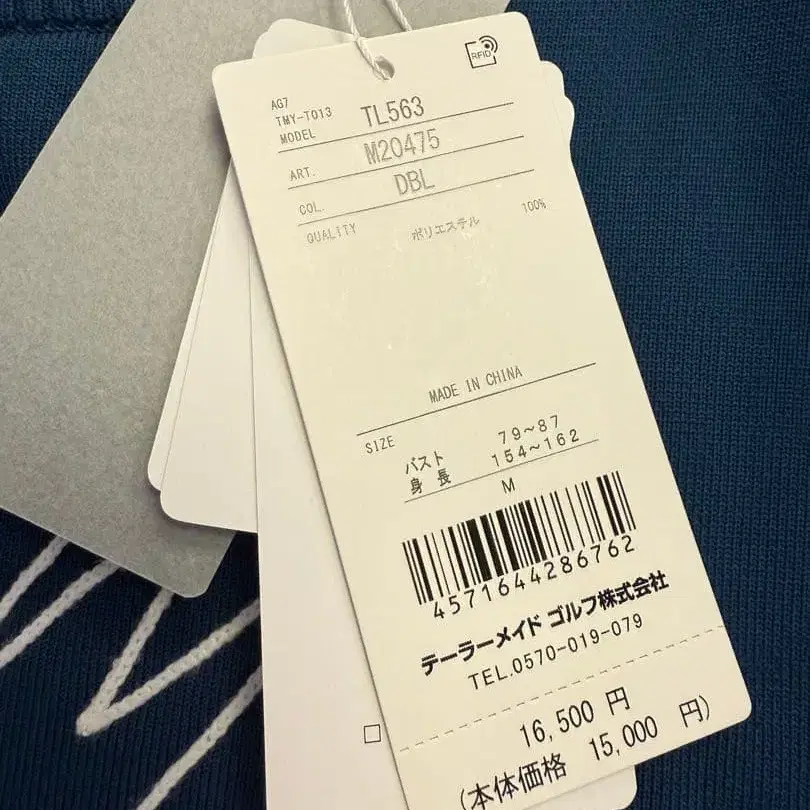 RFID
AG7
TMY-T013
MODEL TL563
ART. M20475
COL. DBL
QUALITY ポリエステル 100%
MADE IN CHINA
SIZE
バスト 79~87
身長 154~162
M
4571644286762
テーラーメイド ゴルフ株式会社
TEL.0570-019-079
16,500 円
(本体価格 15,000 円)